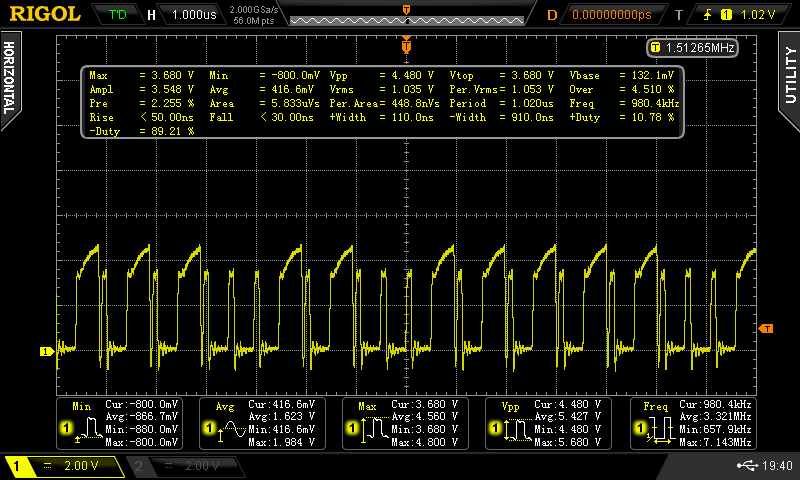 RIGOL T'D H 1.000us 2.000GSa/s 56.0M pts D 0.00000000ps T 1 1.02 V
HORIZONTAL
UTILITY
T
T 1.51265MHz
Max = 3.680 V Min = -800.0mV Vpp = 4.480 V Vtop = 3.680 V Vbase = 132.1mV
Ampl = 3.548 V Avg = 416.6mV Vrms = 1.035 V Per.Vrms= 1.053 V Over = 4.510 %
Pre = 2.255 % Area = 5.833uVs Per.Area= 448.8nVs Period = 1.020us Freq = 980.4kHz
Rise < 50.00ns Fall < 30.00ns +Width = 110.0ns -Width = 910.0ns +Duty = 10.78 %
-Duty = 89.21 %
T
1
Min Cur:-800.0mV
Avg:-866.7mV
1 Min:-880.0mV
Max:-800.0mV
Avg Cur:416.6mV
Avg:1.623 V
1 Min:416.6mV
Max:1.984 V
Max Cur:3.680 V
Avg:4.560 V
1 Min:3.680 V
Max:4.800 V
Vpp Cur:4.480 V
Avg:5.427 V
1 Min:4.480 V
Max:5.680 V
Freq Cur:980.4kHz
Avg:3.321MHz
1 Min:657.9kHz
Max:7.143MHz
1 2.00 V 2 2.00 V 19:40